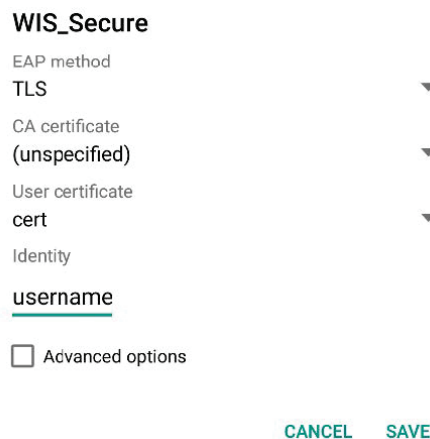 WIS_Secure
EAP method
TLS
CA certificate
(unspecified)
User certificate
cert
Identity
username
Advanced options
CANCEL SAVE